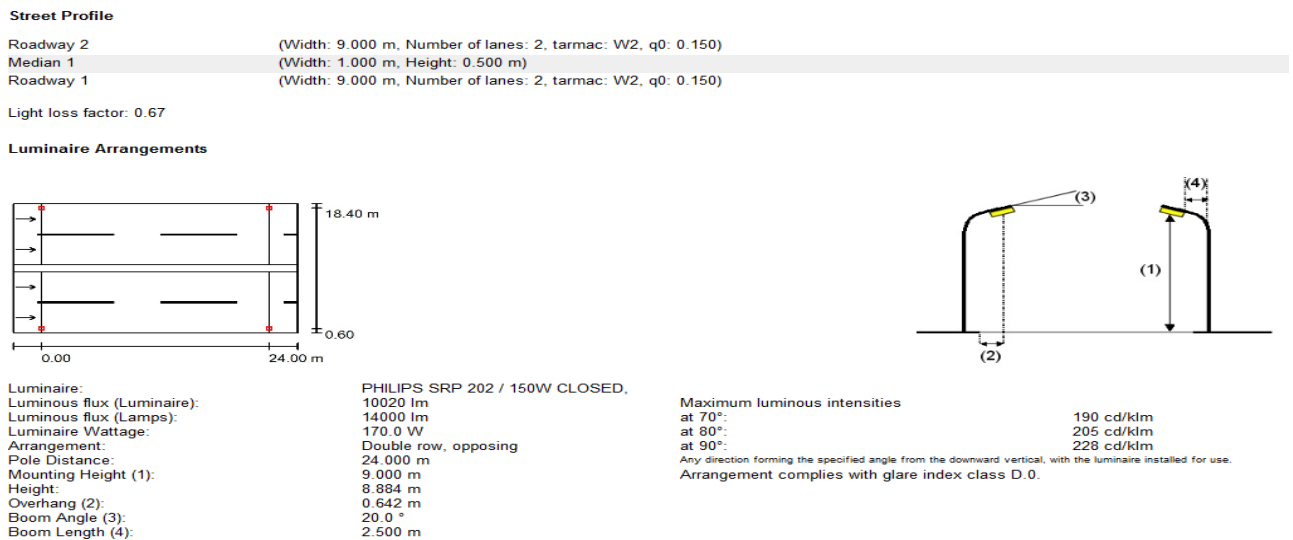 Street Profile
Roadway 2 (Width: 9.000 m, Number of lanes: 2, tarmac: W2, q0: 0.150)
Median 1 (Width: 1.000 m, Height: 0.500 m)
Roadway 1 (Width: 9.000 m, Number of lanes: 2, tarmac: W2, q0: 0.150)
Light loss factor: 0.67
Luminaire Arrangements
18.40 m
0.60
0.00 24.00 m
(4)
(3)
(1)
(2)
Luminaire: PHILIPS SRP 202 / 150W CLOSED,
Luminous flux (Luminaire): 10020 lm
Luminous flux (Lamps): 14000 lm
Luminaire Wattage: 170.0 W
Arrangement: Double row, opposing
Pole Distance: 24.000 m
Mounting Height (1): 9.000 m
Height: 8.884 m
Overhang (2): 0.642 m
Boom Angle (3): 20.0 °
Boom Length (4): 2.500 m
Maximum luminous intensities
at 70°: 190 cd/klm
at 80°: 205 cd/klm
at 90°: 228 cd/klm
Any direction forming the specified angle from the downward vertical, with the luminaire installed for use.
Arrangement complies with glare index class D.0.